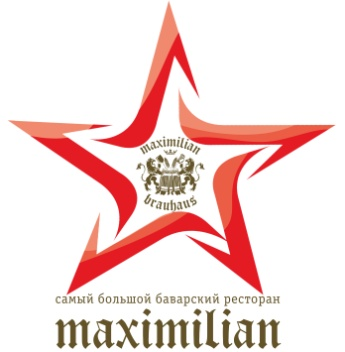 maximilian
brauhaus
самый большой баварский ресторан
maximilian